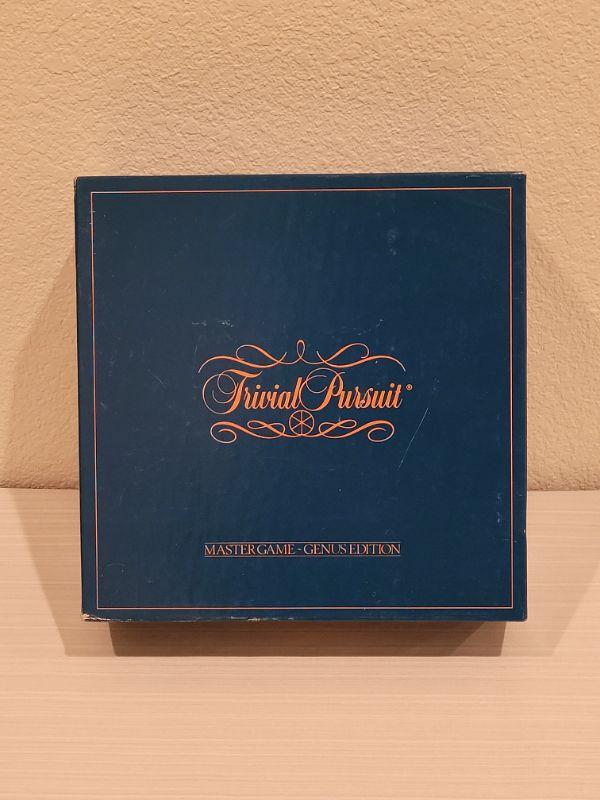 Trivial Pursuit®
MASTER GAME - GENUS EDITION